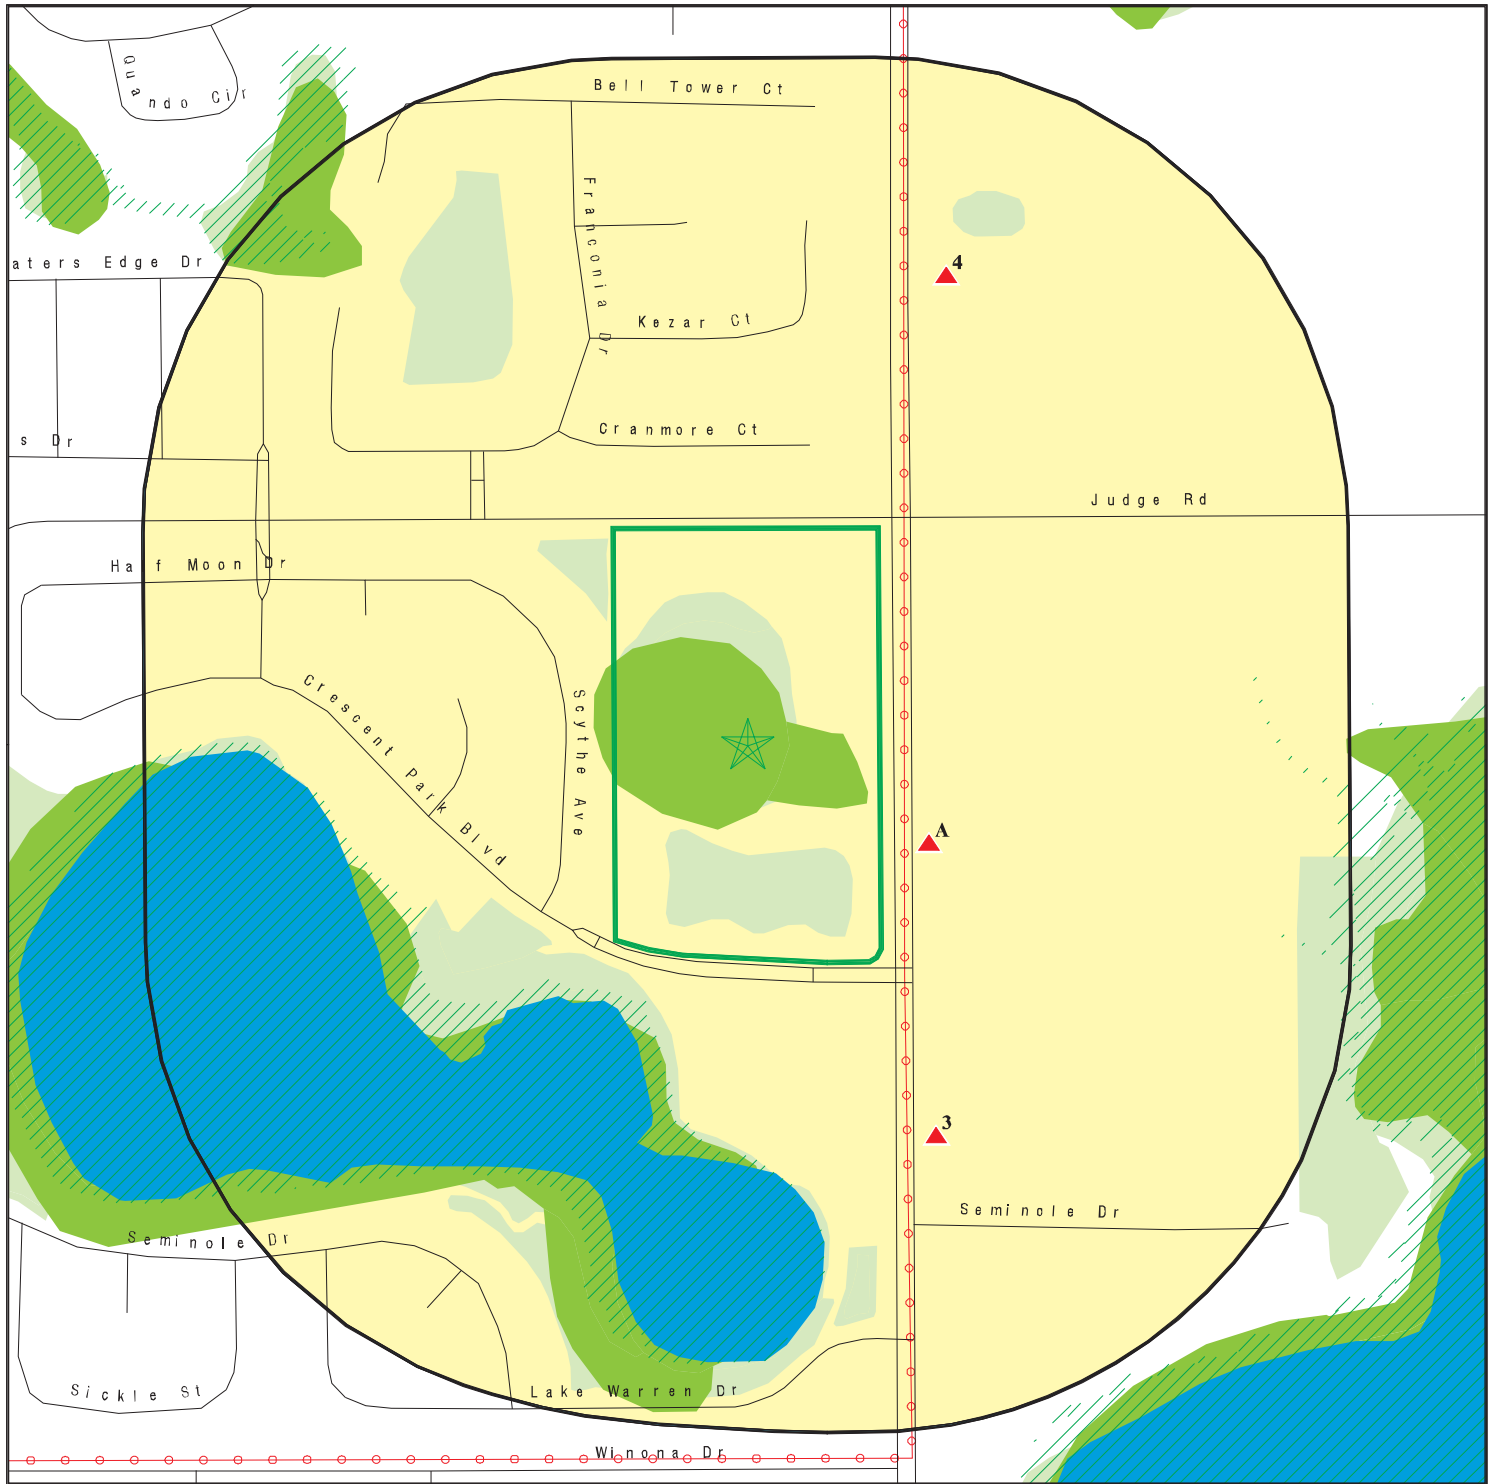 Quando Cir
Bell Tower Ct
Franconia Dr
aters Edge Dr
4
Kezar Ct
s Dr
Cranmore Ct
Judge Rd
Half Moon Dr
Crescent Park Blvd
Scythe Ave
A
3
Seminole Dr
Seminole Dr
Sickle St
Lake Warren Dr
Winona Dr